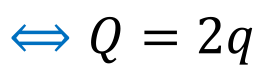 ⟺ Q = 2q